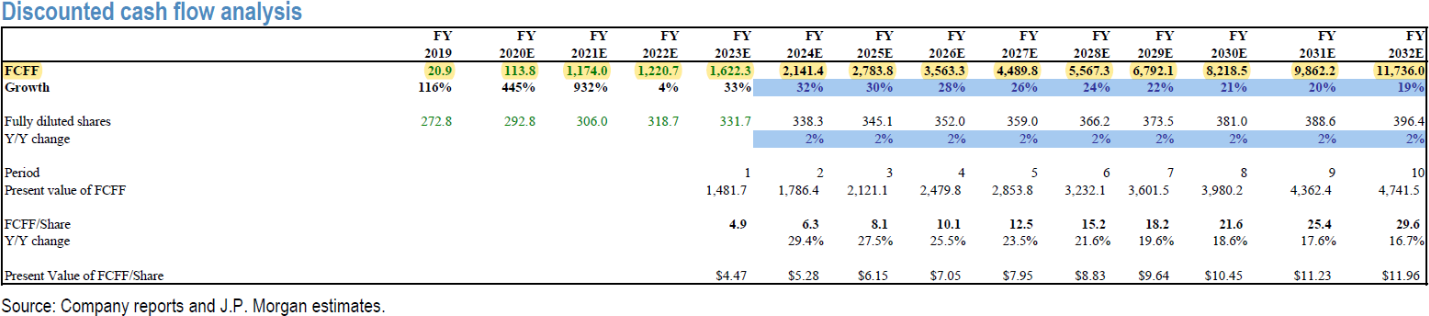 Discounted cash flow analysis
FY FY FY FY FY FY FY FY FY FY FY FY FY FY
2019 2020E 2021E 2022E 2023E 2024E 2025E 2026E 2027E 2028E 2029E 2030E 2031E 2032E
FCFF 20.9 113.8 1,174.0 1,220.7 1,622.3 2,141.4 2,783.8 3,563.3 4,489.8 5,567.3 6,792.1 8,218.5 9,862.2 11,736.0
Growth 116% 445% 932% 4% 33% 32% 30% 28% 26% 24% 22% 21% 20% 19%
Fully diluted shares 272.8 292.8 306.0 318.7 331.7 338.3 345.1 352.0 359.0 366.2 373.5 381.0 388.6 396.4
Y/Y change 2% 2% 2% 2% 2% 2% 2% 2% 2%
Period 1 2 3 4 5 6 7 8 9 10
Present value of FCFF 1,481.7 1,786.4 2,121.1 2,479.8 2,853.8 3,232.1 3,601.5 3,980.2 4,362.4 4,741.5
FCFF/Share 4.9 6.3 8.1 10.1 12.5 15.2 18.2 21.6 25.4 29.6
Y/Y change 29.4% 27.5% 25.5% 23.5% 21.6% 19.6% 18.6% 17.6% 16.7%
Present Value of FCFF/Share $4.47 $5.28 $6.15 $7.05 $7.95 $8.83 $9.64 $10.45 $11.23 $11.96
Source: Company reports and J.P. Morgan estimates.